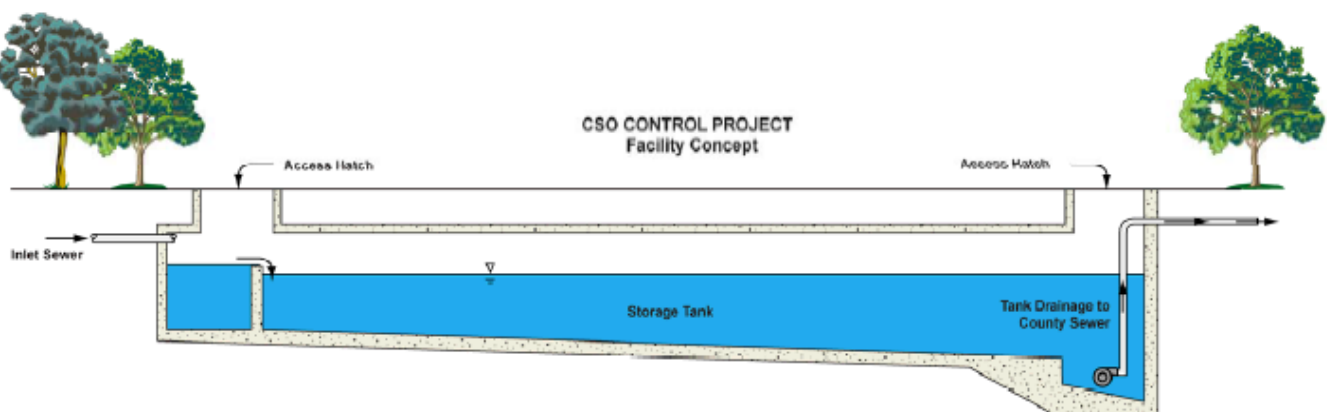 CSO CONTROL PROJECT
Facility Concept
Access Hatch
Access Hatch
Inlet Sewer
Storage Tank
Tank Drainage to
County Sewer